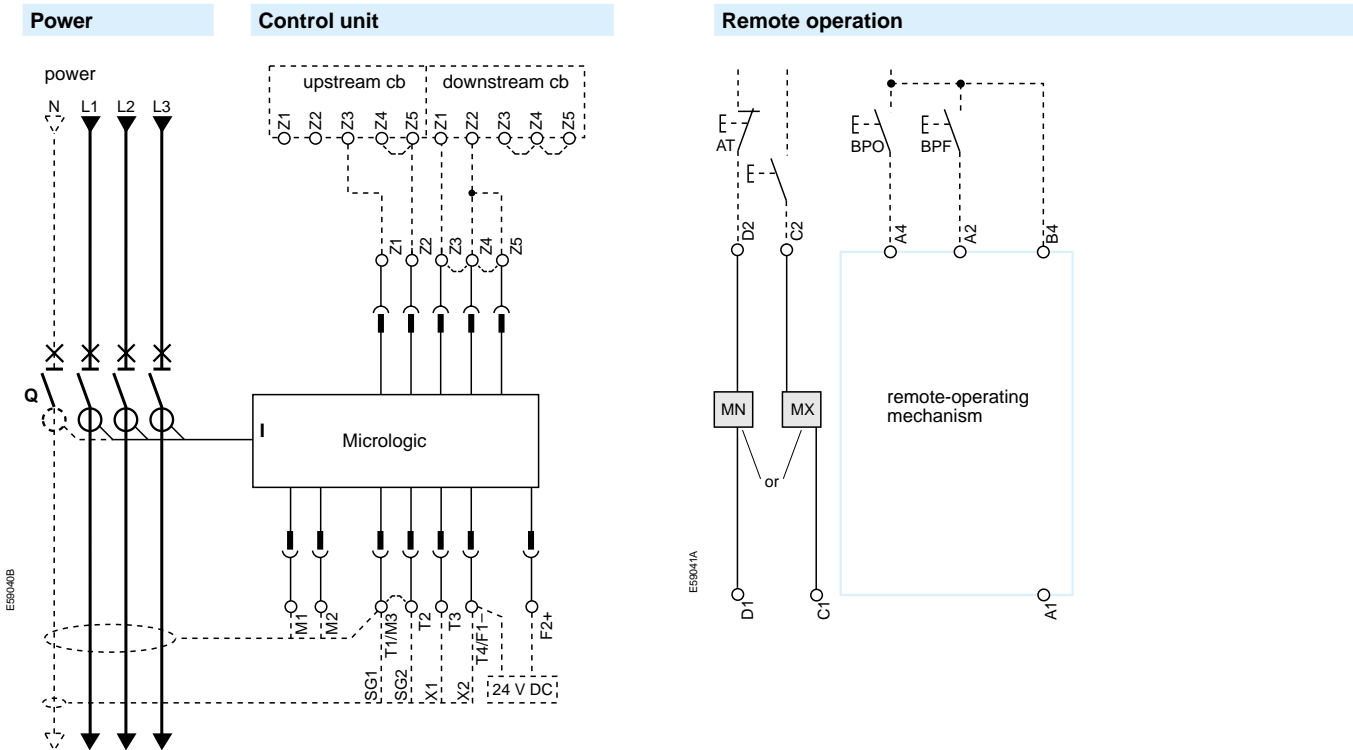 Power
Control unit
Remote operation
power
N L1 L2 L3
upstream cb
downstream cb
Z1 Z2 Z3 Z4 Z5 Z1 Z2 Z3 Z4 Z5
Z1 Z2 Z3 Z4 Z5
Q
I
Micrologic
M1 M2 T1/M3 T2 T3 T4/F1– F2+
SG1 SG2 X1 X2
24 V DC
E59040B
AT
BPO
BPF
D2 C2 A4 A2 B4
MN
MX
or
remote-operating
mechanism
D1 C1 A1
E59041A